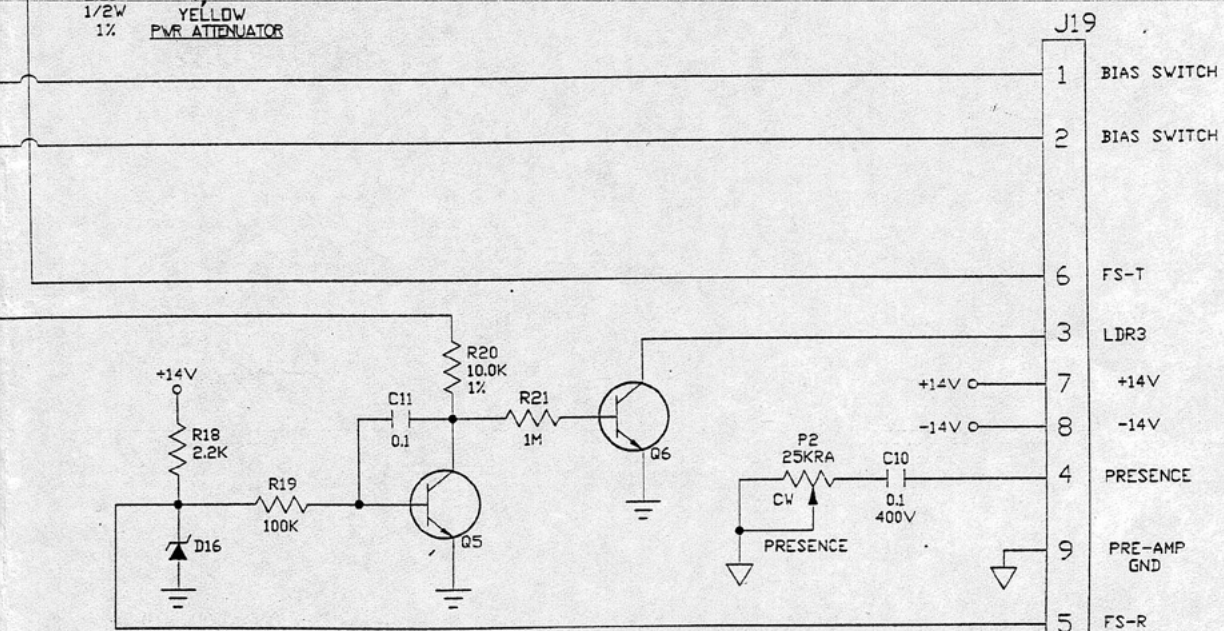 1/2W
1%
YELLOW
PWR ATTENUATOR
J19
1 BIAS SWITCH
2 BIAS SWITCH
6 FS-T
3 LDR3
R20
10.0K
1%
+14V
+14V 7 +14V
C11
0.1
R21
1M
R18
2.2K
-14V 8 -14V
Q6
P2
25KRA
C10
0.1
400V
4 PRESENCE
CW
R19
100K
D16
Q5
PRESENCE
9 PRE-AMP
GND
5 FS-R